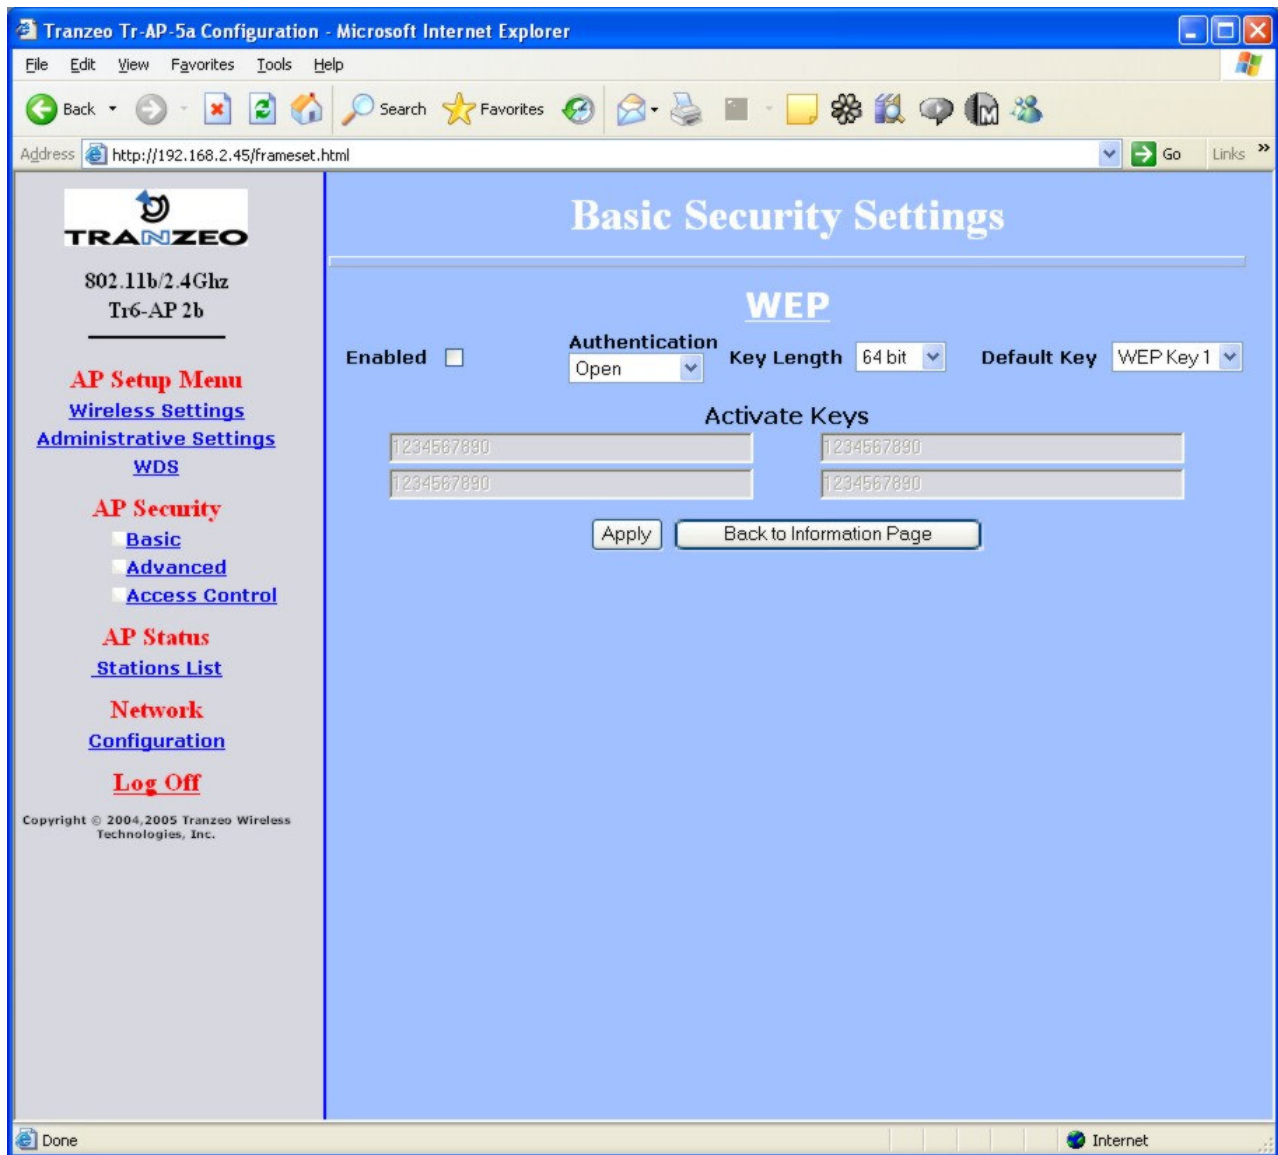 Tranzeo Tr-AP-5a Configuration - Microsoft Internet Explorer
File Edit View Favorites Tools Help
Back Search Favorites
Address http://192.168.2.45/frameset.html Go Links »
TRANZEO
802.11b/2.4Ghz
Tr6-AP 2b
AP Setup Menu
Wireless Settings
Administrative Settings
WDS
AP Security
Basic
Advanced
Access Control
AP Status
Stations List
Network
Configuration
Log Off
Copyright © 2004,2005 Tranzeo Wireless
Technologies, Inc.
Basic Security Settings
WEP
Enabled Authentication Open Key Length 64 bit Default Key WEP Key 1
Activate Keys
1234567890 1234567890
1234567890 1234567890
Apply Back to Information Page
Done Internet